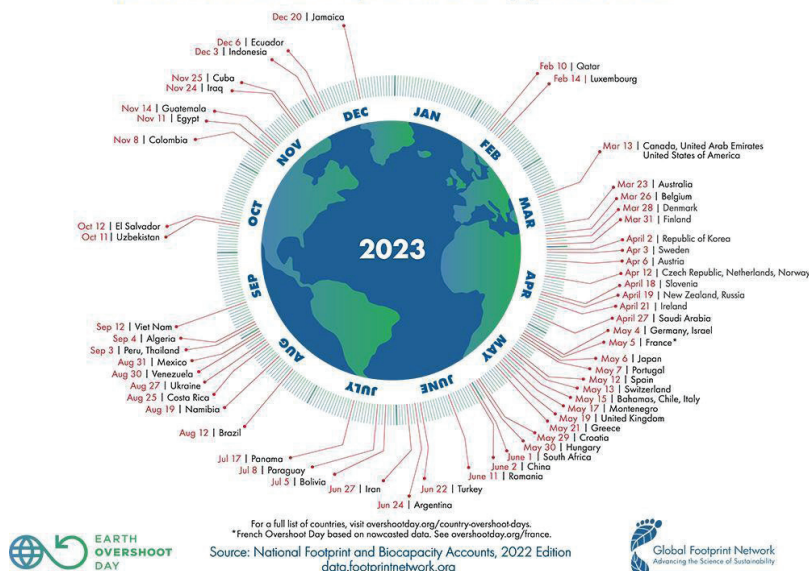 Dec 20 | Jamaica
Dec 6 | Ecuador
Dec 3 | Indonesia
Nov 25 | Cuba
Nov 24 | Iraq
Nov 14 | Guatemala
Nov 11 | Egypt
Nov 8 | Colombia
Oct 12 | El Salvador
Oct 11 | Uzbekistan
Sep 12 | Viet Nam
Sep 4 | Algeria
Sep 3 | Peru, Thailand
Aug 31 | Mexico
Aug 30 | Venezuela
Aug 27 | Ukraine
Aug 25 | Costa Rica
Aug 19 | Namibia
Aug 12 | Brazil
Jul 17 | Panama
Jul 8 | Paraguay
Jul 5 | Bolivia
Jun 27 | Iran
Jun 24 | Argentina
Jun 22 | Turkey
JAN
FEB
MAR
APR
MAY
JUNE
JULY
AUG
SEP
OCT
NOV
DEC
2023
Feb 10 | Qatar
Feb 14 | Luxembourg
Mar 13 | Canada, United Arab Emirates
United States of America
Mar 23 | Australia
Mar 26 | Belgium
Mar 28 | Denmark
Mar 31 | Finland
April 2 | Republic of Korea
Apr 3 | Sweden
Apr 6 | Austria
Apr 12 | Czech Republic, Netherlands, Norway
April 18 | Slovenia
April 19 | New Zealand, Russia
April 21 | Ireland
April 27 | Saudi Arabia
May 4 | Germany, Israel
May 5 | France*
May 6 | Japan
May 7 | Portugal
May 12 | Spain
May 13 | Switzerland
May 15 | Bahamas, Chile, Italy
May 17 | Montenegro
May 19 | United Kingdom
May 21 | Greece
May 29 | Croatia
May 30 | Hungary
June 1 | South Africa
June 2 | China
June 11 | Romania
For a full list of countries, visit overshootday.org/country-overshoot-days.
*French Overshoot Day based on nowcasted data. See overshootday.org/france.
Source: National Footprint and Biocapacity Accounts, 2022 Edition
data.footprintnetwork.org
EARTH
OVERSHOOT
DAY
Global Footprint Network
Advancing the Science of Sustainability